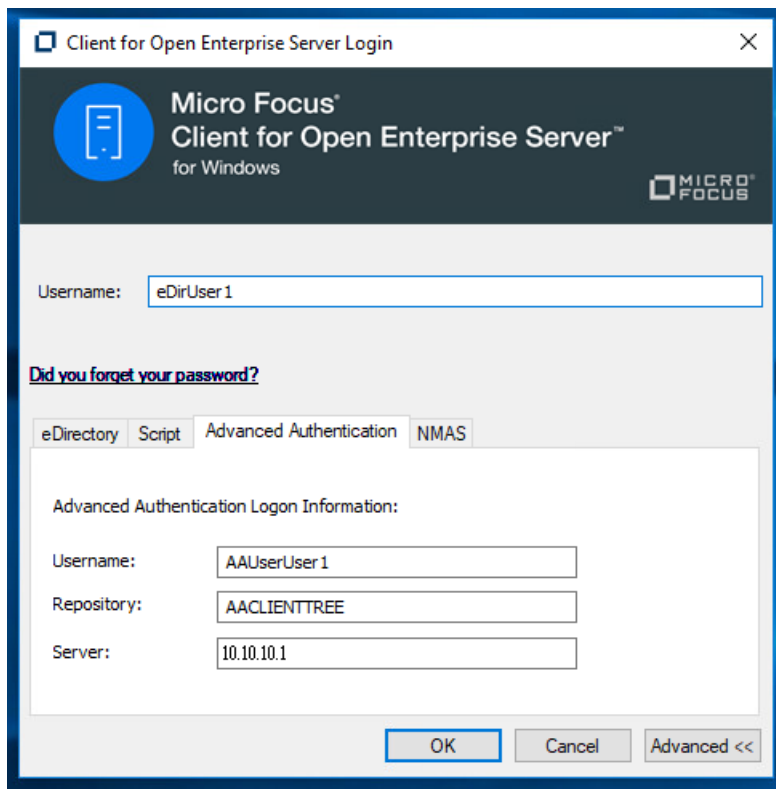 Client for Open Enterprise Server Login
Micro Focus®
Client for Open Enterprise Server™
for Windows
MICRO®
FOCUS
Username: eDirUser1
Did you forget your password?
eDirectory Script Advanced Authentication NMAS
Advanced Authentication Logon Information:
Username: AAUserUser1
Repository: AACLIENTTREE
Server: 10.10.10.1
OK Cancel Advanced <<